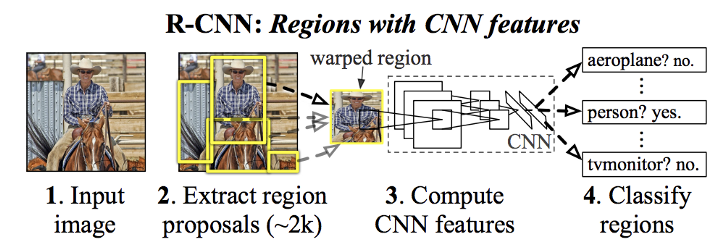 R-CNN: Regions with CNN features
warped region
aeroplane? no.
person? yes.
tvmonitor? no.
CNN
1. Input
image
2. Extract region
proposals (~2k)
3. Compute
CNN features
4. Classify
regions